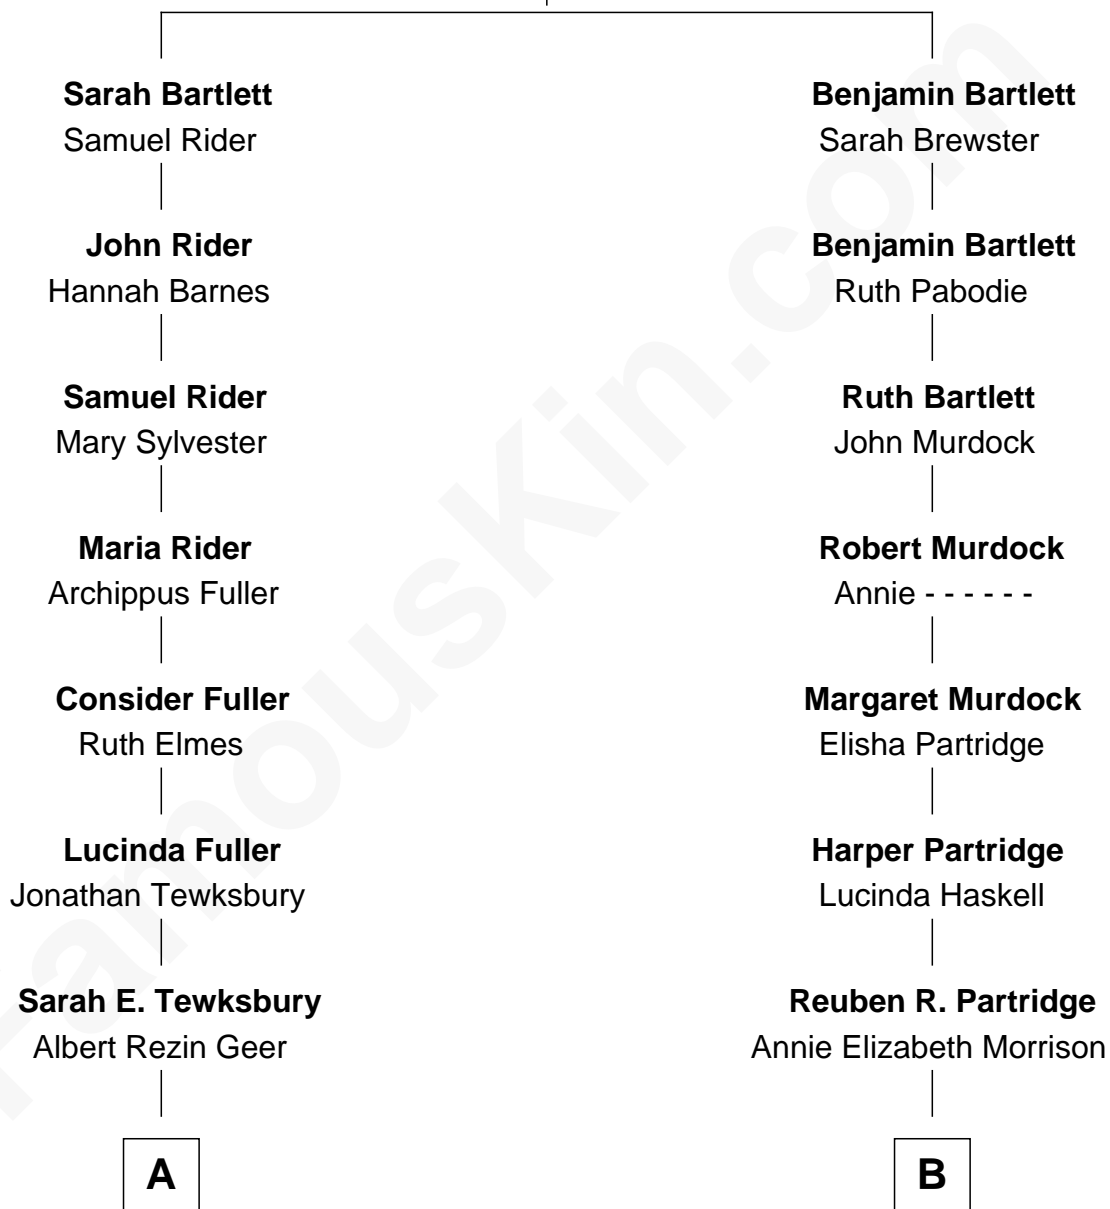 Sarah Bartlett
Samuel Rider
John Rider
Hannah Barnes
Samuel Rider
Mary Sylvester
Maria Rider
Archippus Fuller
Consider Fuller
Ruth Elmes
Lucinda Fuller
Jonathan Tewksbury
Sarah E. Tewksbury
Albert Rezin Geer
A
Benjamin Bartlett
Sarah Brewster
Benjamin Bartlett
Ruth Pabodie
Ruth Bartlett
John Murdock
Robert Murdock
Annie - - - - - -
Margaret Murdock
Elisha Partridge
Harper Partridge
Lucinda Haskell
Reuben R. Partridge
Annie Elizabeth Morrison
B
FamousKin.com